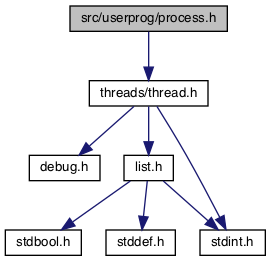 src/userprog/process.h
threads/thread.h
debug.h
list.h
stdbool.h
stddef.h
stdint.h